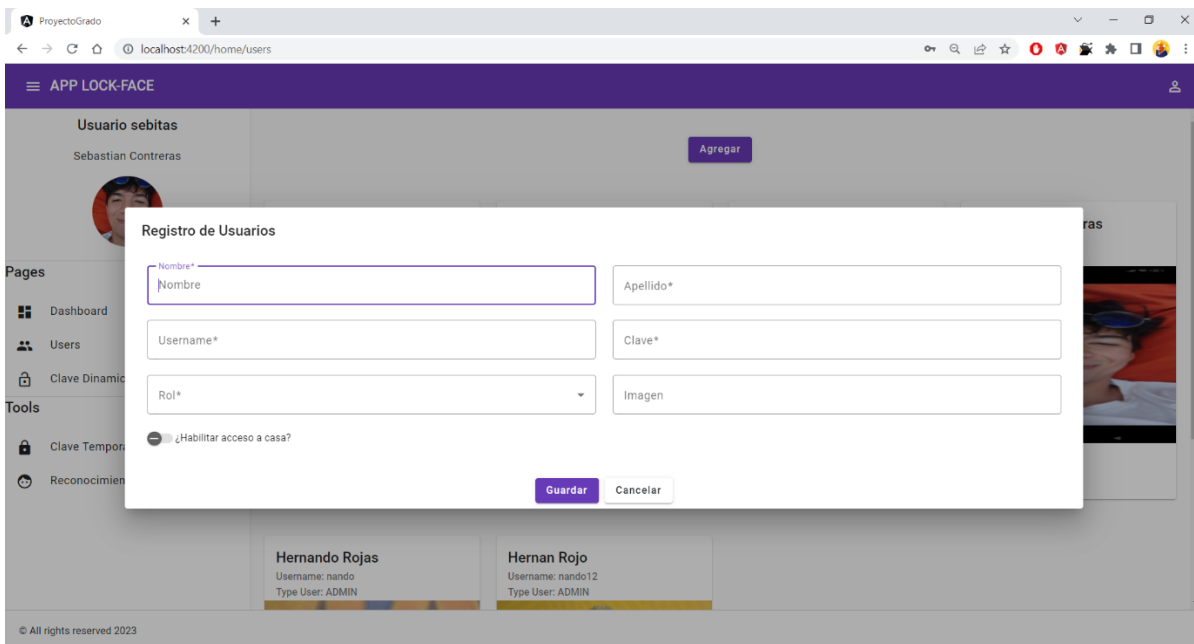 ProyectoGrado
localhost:4200/home/users
APP LOCK-FACE
Usuario sebitas
Sebastian Contreras
Agregar
Pages
Dashboard
Users
Clave Dinamic
Tools
Clave Tempora
Reconocimien
ras
Registro de Usuarios
Nombre*
Nombre
Apellido*
Username*
Clave*
Rol*
Imagen
¿Habilitar acceso a casa?
Guardar
Cancelar
Hernando Rojas
Username: nando
Type User: ADMIN
Hernan Rojo
Username: nando12
Type User: ADMIN
© All rights reserved 2023